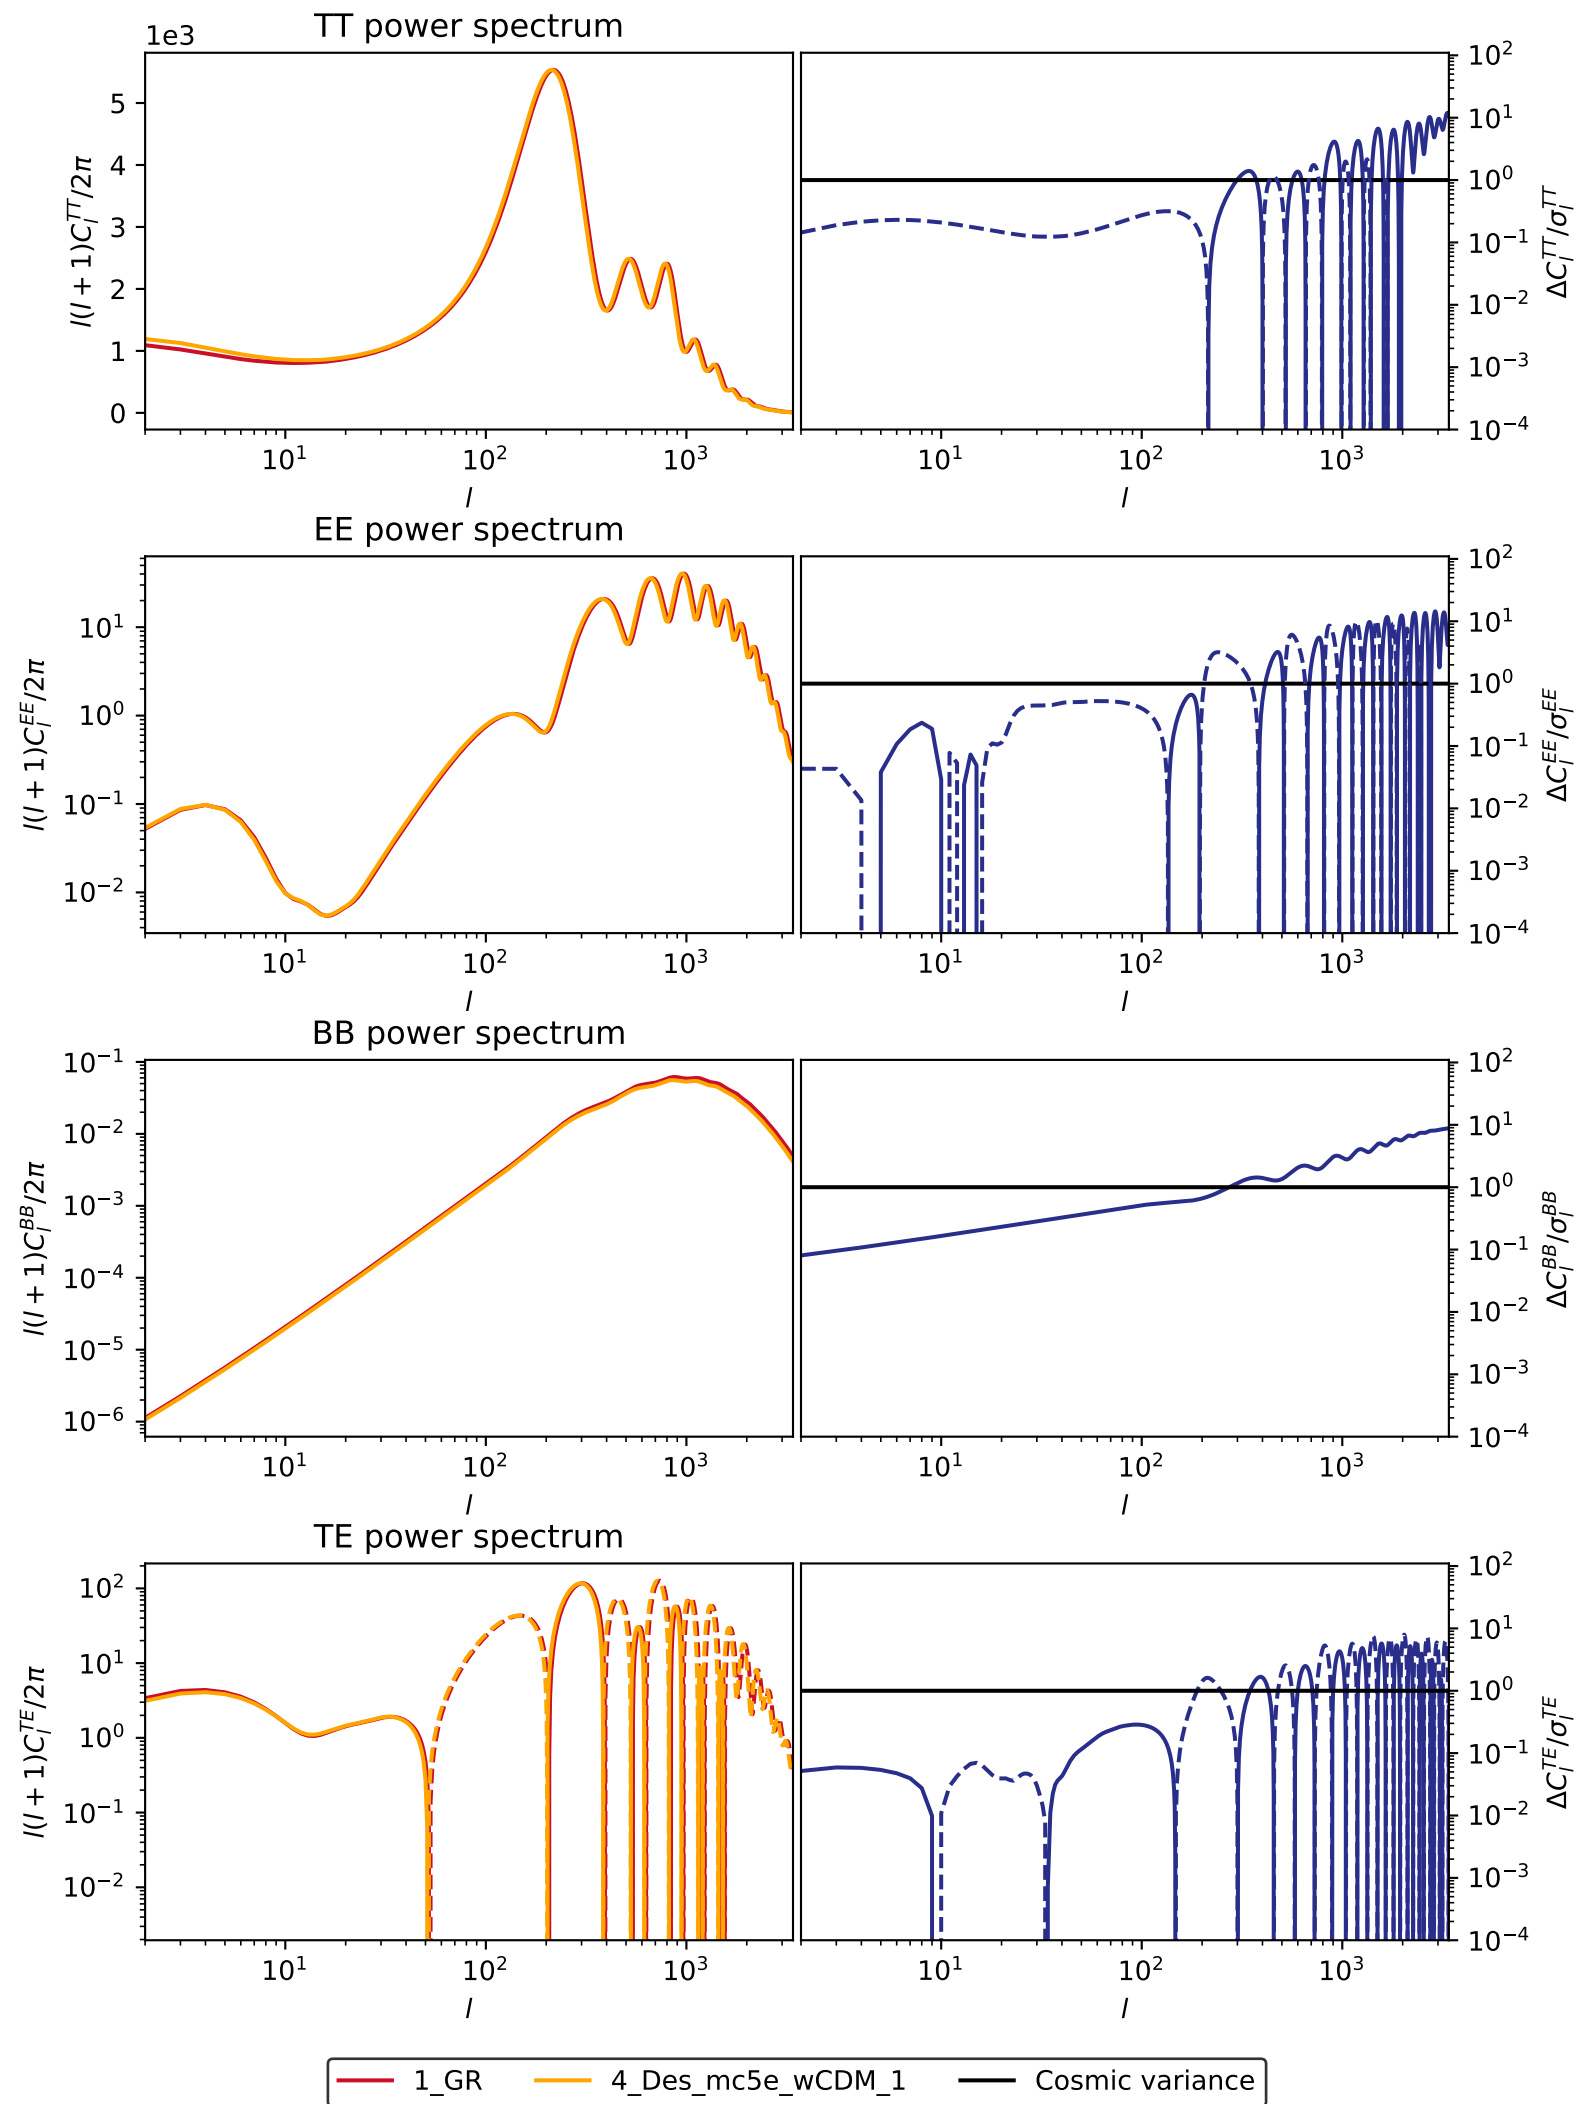 TT power spectrum
1e3
5
4
3
2
1
0
l(l + 1)C_l^{TT}/2π
10^1 10^2 10^3
l
10^1 10^2 10^3
l
10^2
10^1
10^0
10^{-1}
10^{-2}
10^{-3}
10^{-4}
ΔC_l^{TT}/σ_l^{TT}
EE power spectrum
10^1
10^0
10^{-1}
10^{-2}
l(l + 1)C_l^{EE}/2π
10^1 10^2 10^3
l
10^1 10^2 10^3
l
10^2
10^1
10^0
10^{-1}
10^{-2}
10^{-3}
10^{-4}
ΔC_l^{EE}/σ_l^{EE}
BB power spectrum
10^{-1}
10^{-2}
10^{-3}
10^{-4}
10^{-5}
10^{-6}
l(l + 1)C_l^{BB}/2π
10^1 10^2 10^3
l
10^1 10^2 10^3
l
10^2
10^1
10^0
10^{-1}
10^{-2}
10^{-3}
10^{-4}
ΔC_l^{BB}/σ_l^{BB}
TE power spectrum
10^2
10^1
10^0
10^{-1}
10^{-2}
l(l + 1)C_l^{TE}/2π
10^1 10^2 10^3
l
10^1 10^2 10^3
l
10^2
10^1
10^0
10^{-1}
10^{-2}
10^{-3}
10^{-4}
ΔC_l^{TE}/σ_l^{TE}
1_GR 4_Des_mc5e_wCDM_1 Cosmic variance